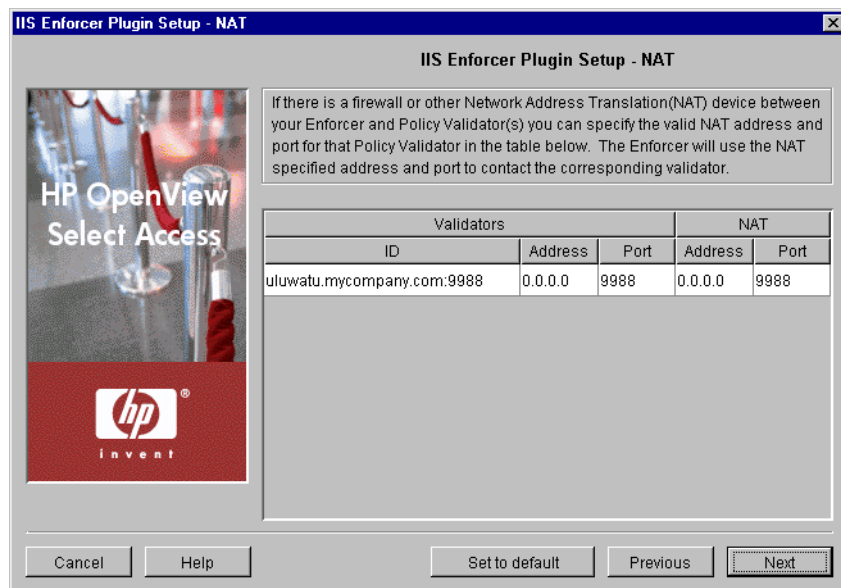 IIS Enforcer Plugin Setup - NAT
IIS Enforcer Plugin Setup - NAT
HP OpenView
Select Access
hp
®
invent
If there is a firewall or other Network Address Translation(NAT) device between
your Enforcer and Policy Validator(s) you can specify the valid NAT address and
port for that Policy Validator in the table below. The Enforcer will use the NAT
specified address and port to contact the corresponding validator.
Validators NAT
ID Address Port Address Port
uluwatu.mycompany.com:9988 0.0.0.0 9988 0.0.0.0 9988
Cancel Help Set to default Previous Next